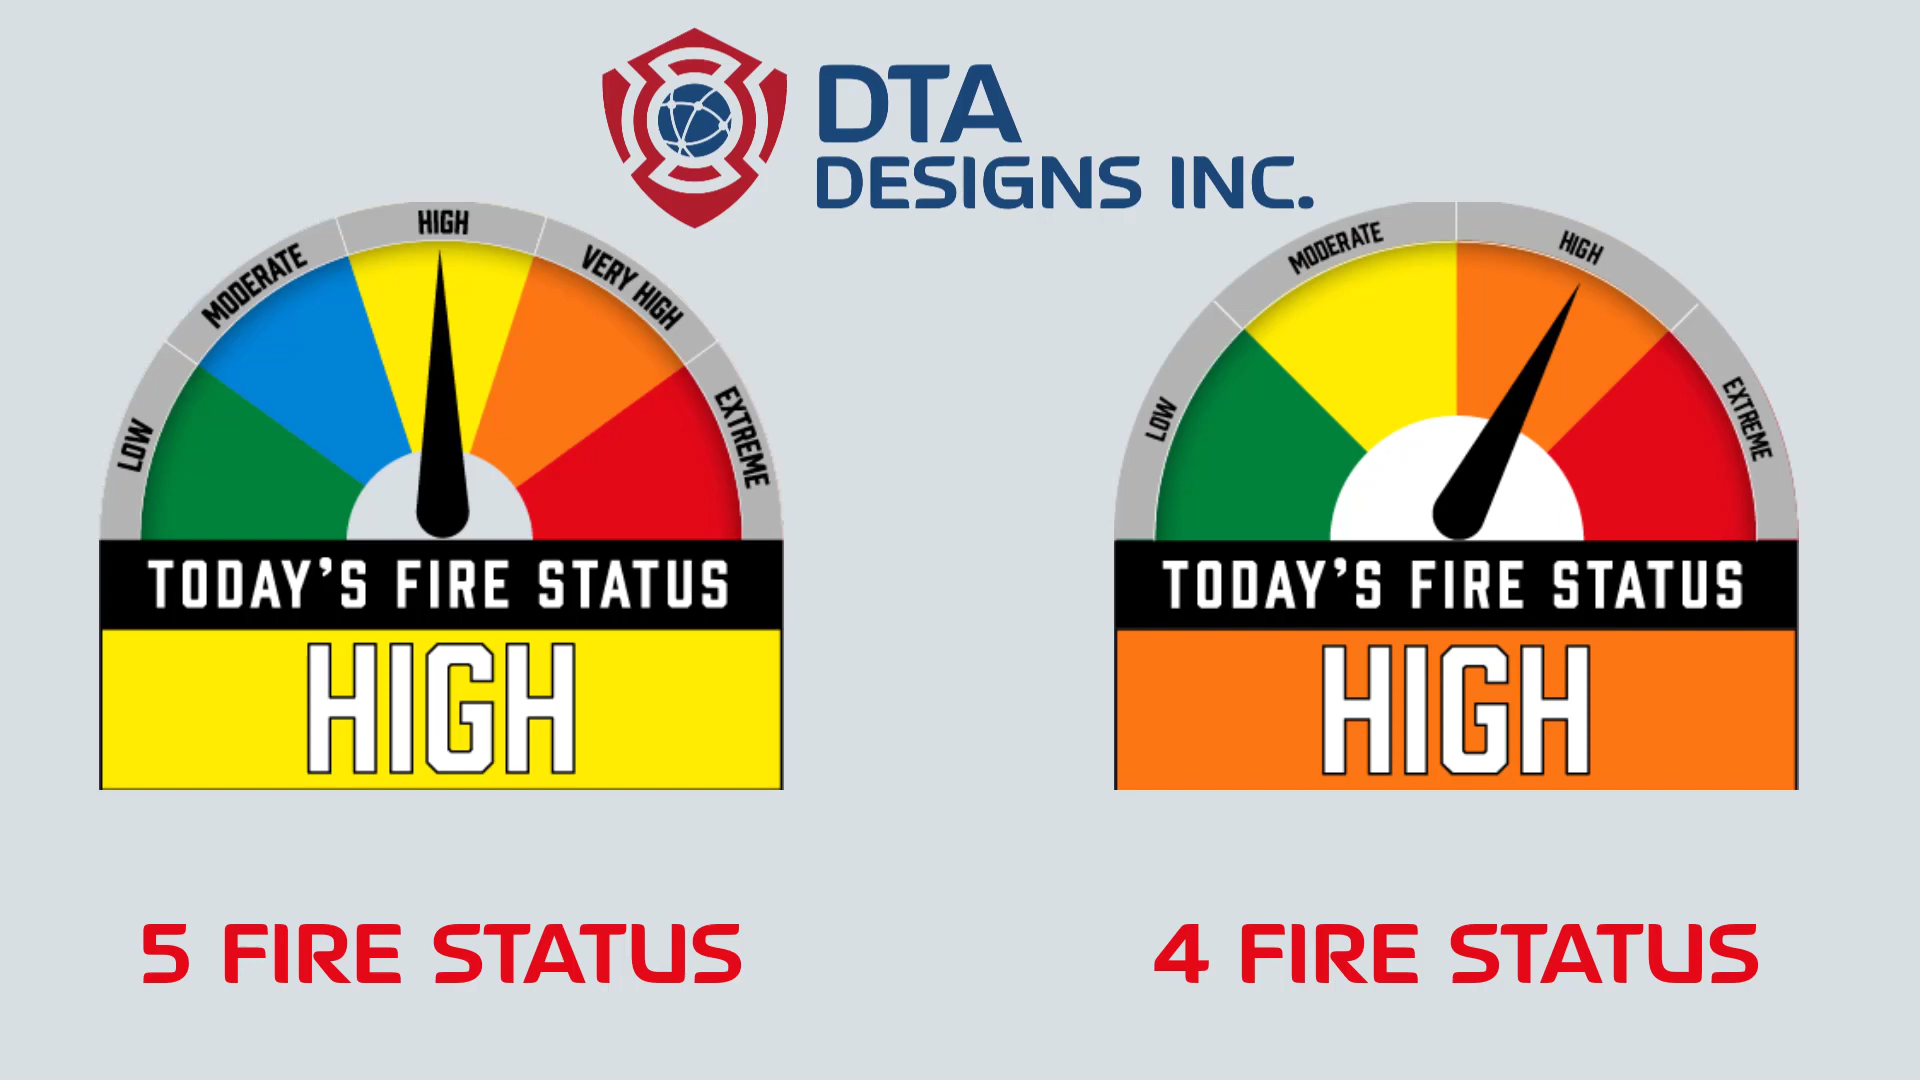 DTA
DESIGNS INC.
LOW
MODERATE
HIGH
VERY HIGH
EXTREME
TODAY'S FIRE STATUS
HIGH
5 FIRE STATUS
LOW
MODERATE
HIGH
EXTREME
TODAY'S FIRE STATUS
HIGH
4 FIRE STATUS